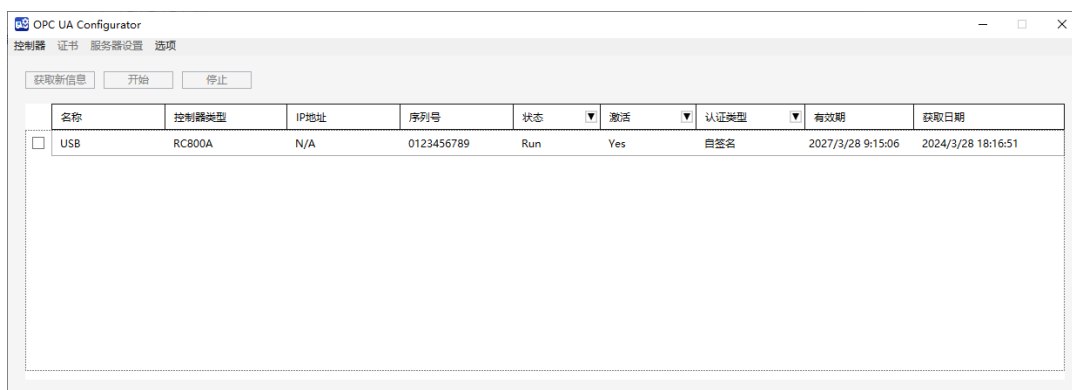 OPC UA Configurator
控制器 证书 服务器设置 选项
获取新信息 开始 停止
名称 控制器类型 IP地址 序列号 状态 激活 认证类型 有效期 获取日期
USB RC800A N/A 0123456789 Run Yes 自签名 2027/3/28 9:15:06 2024/3/28 18:16:51